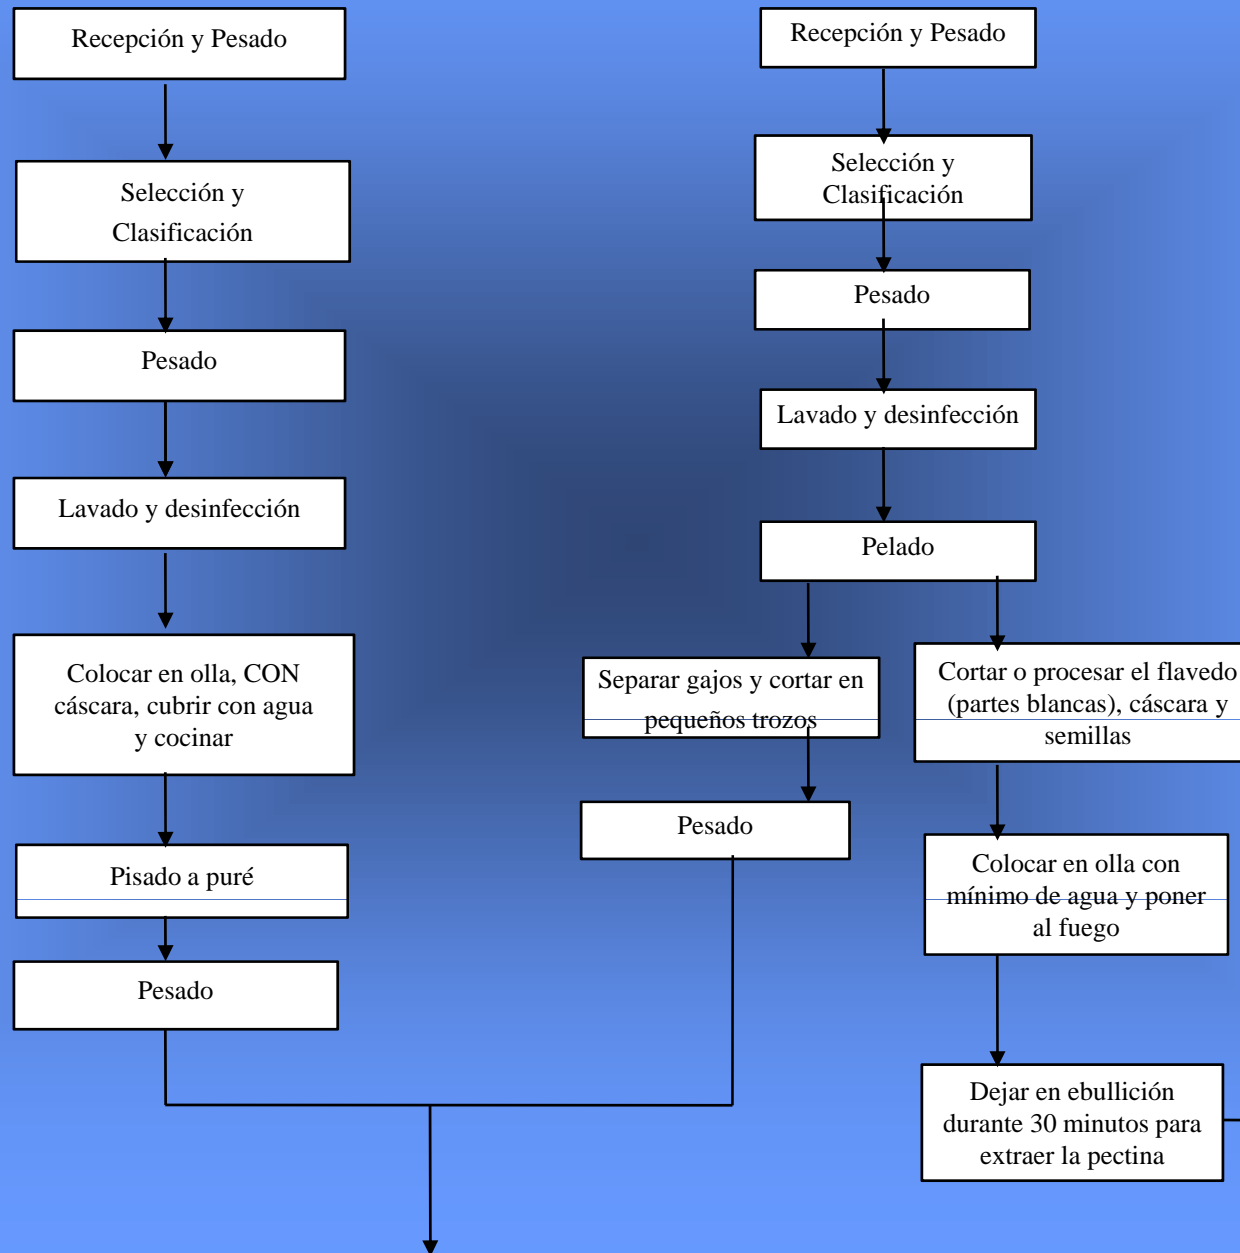 Recepción y Pesado
Selección y
Clasificación
Pesado
Lavado y desinfección
Colocar en olla, CON
cáscara, cubrir con agua
y cocinar
Pisado a puré
Pesado
Recepción y Pesado
Selección y
Clasificación
Pesado
Lavado y desinfección
Pelado
Separar gajos y cortar en
pequeños trozos
Pesado
Cortar o procesar el flavedo
(partes blancas), cáscara y
semillas
Colocar en olla con
mínimo de agua y poner
al fuego
Dejar en ebullición
durante 30 minutos para
extraer la pectina